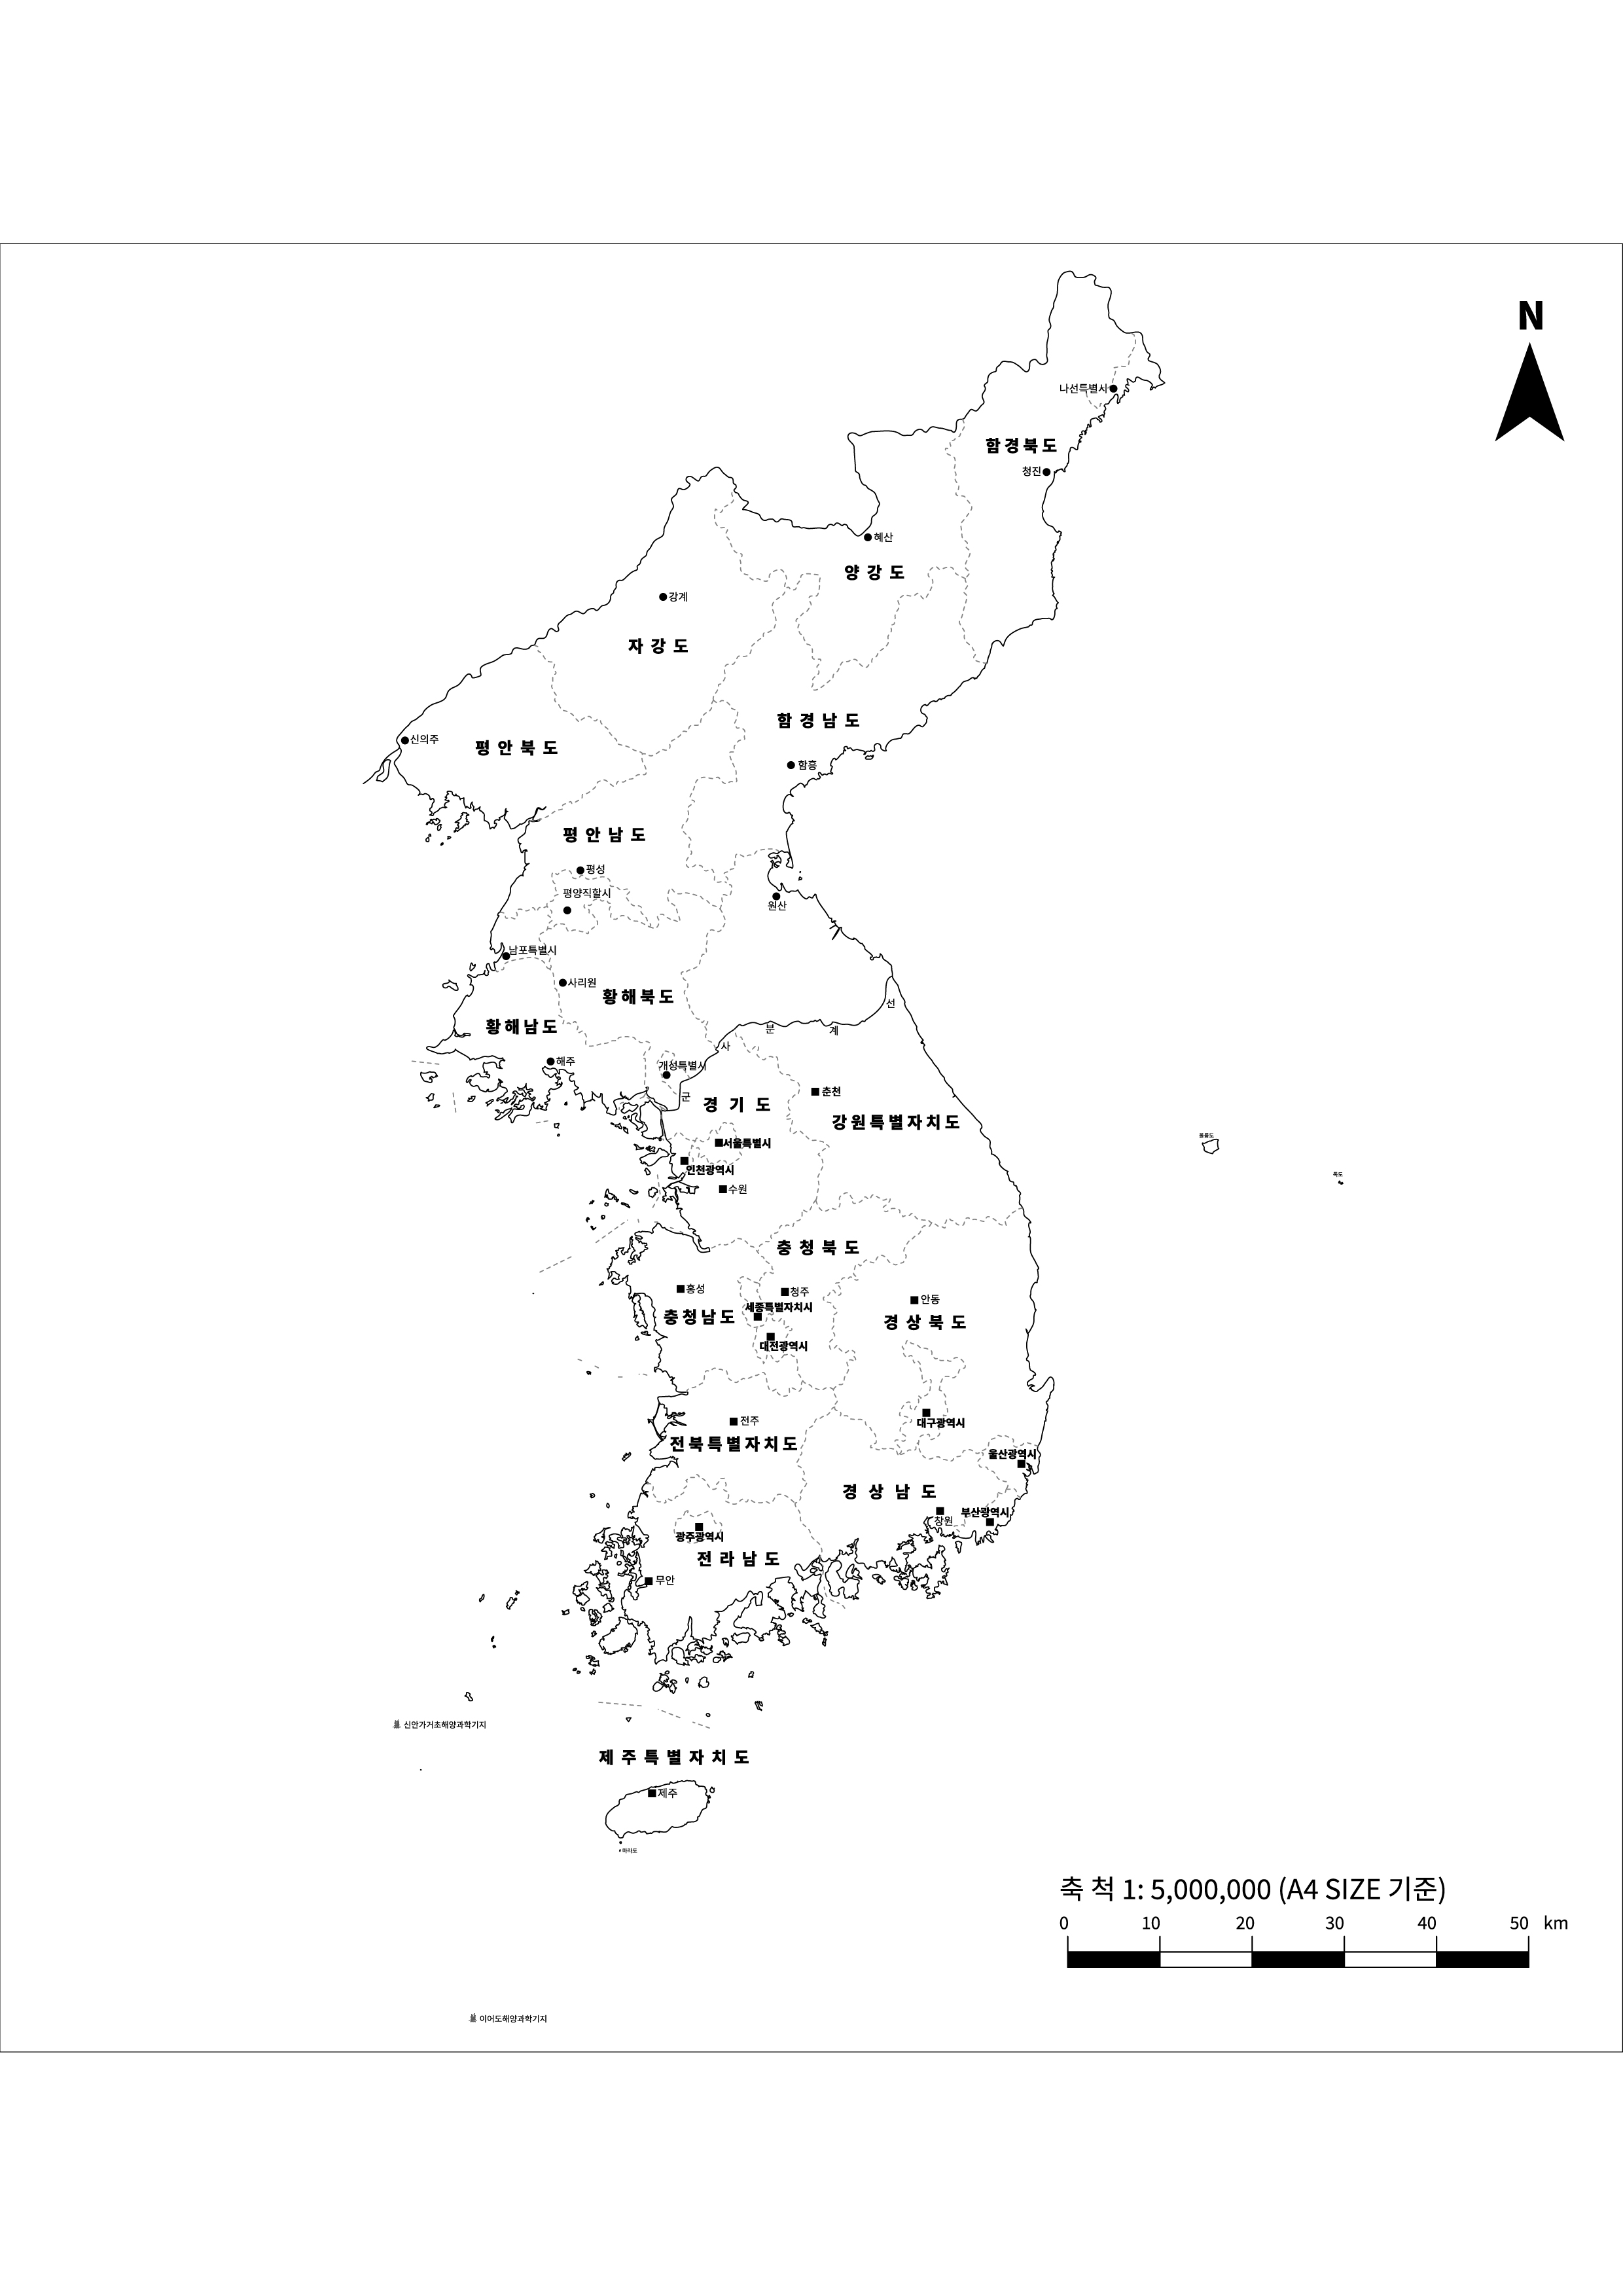 N
나선특별시
함경북도
청진
혜산
양강도
강계
자강도
함경남도
신의주
평안북도
함흥
평안남도
평성
평양직할시
원산
남포특별시
사리원
황해북도
황해남도
해주
개성특별시
군
사
분
계
선
경기도
춘천
강원특별자치도
서울특별시
인천광역시
수원
울릉도
독도
충청북도
홍성
청주
충청남도
세종특별자치시
대전광역시
안동
경상북도
전주
전북특별자치도
대구광역시
울산광역시
경상남도
창원
부산광역시
광주광역시
전라남도
무안
신안가거초해양과학기지
제주특별자치도
제주
마라도
축 척 1: 5,000,000 (A4 SIZE 기준)
0 10 20 30 40 50 km
이어도해양과학기지